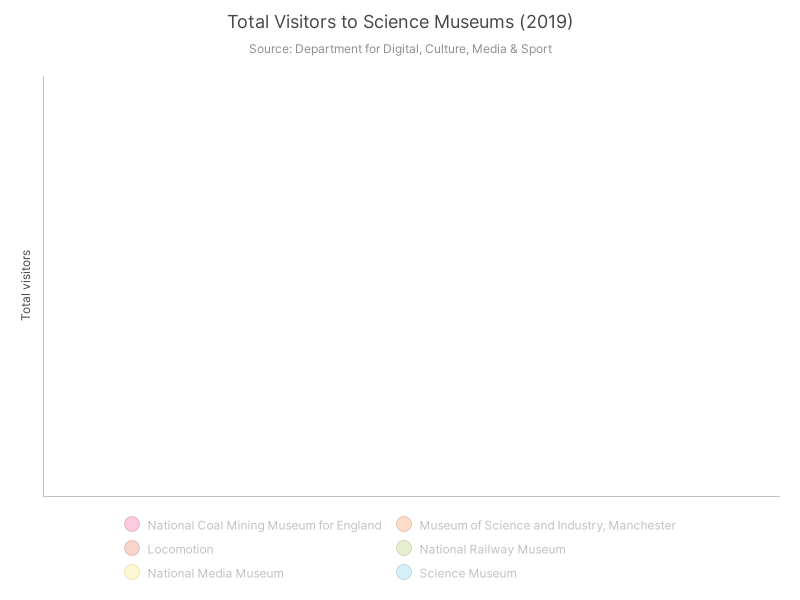 Total Visitors to Science Museums (2019)
Source: Department for Digital, Culture, Media & Sport
Total visitors
National Coal Mining Museum for England
Museum of Science and Industry, Manchester
Locomotion
National Railway Museum
National Media Museum
Science Museum